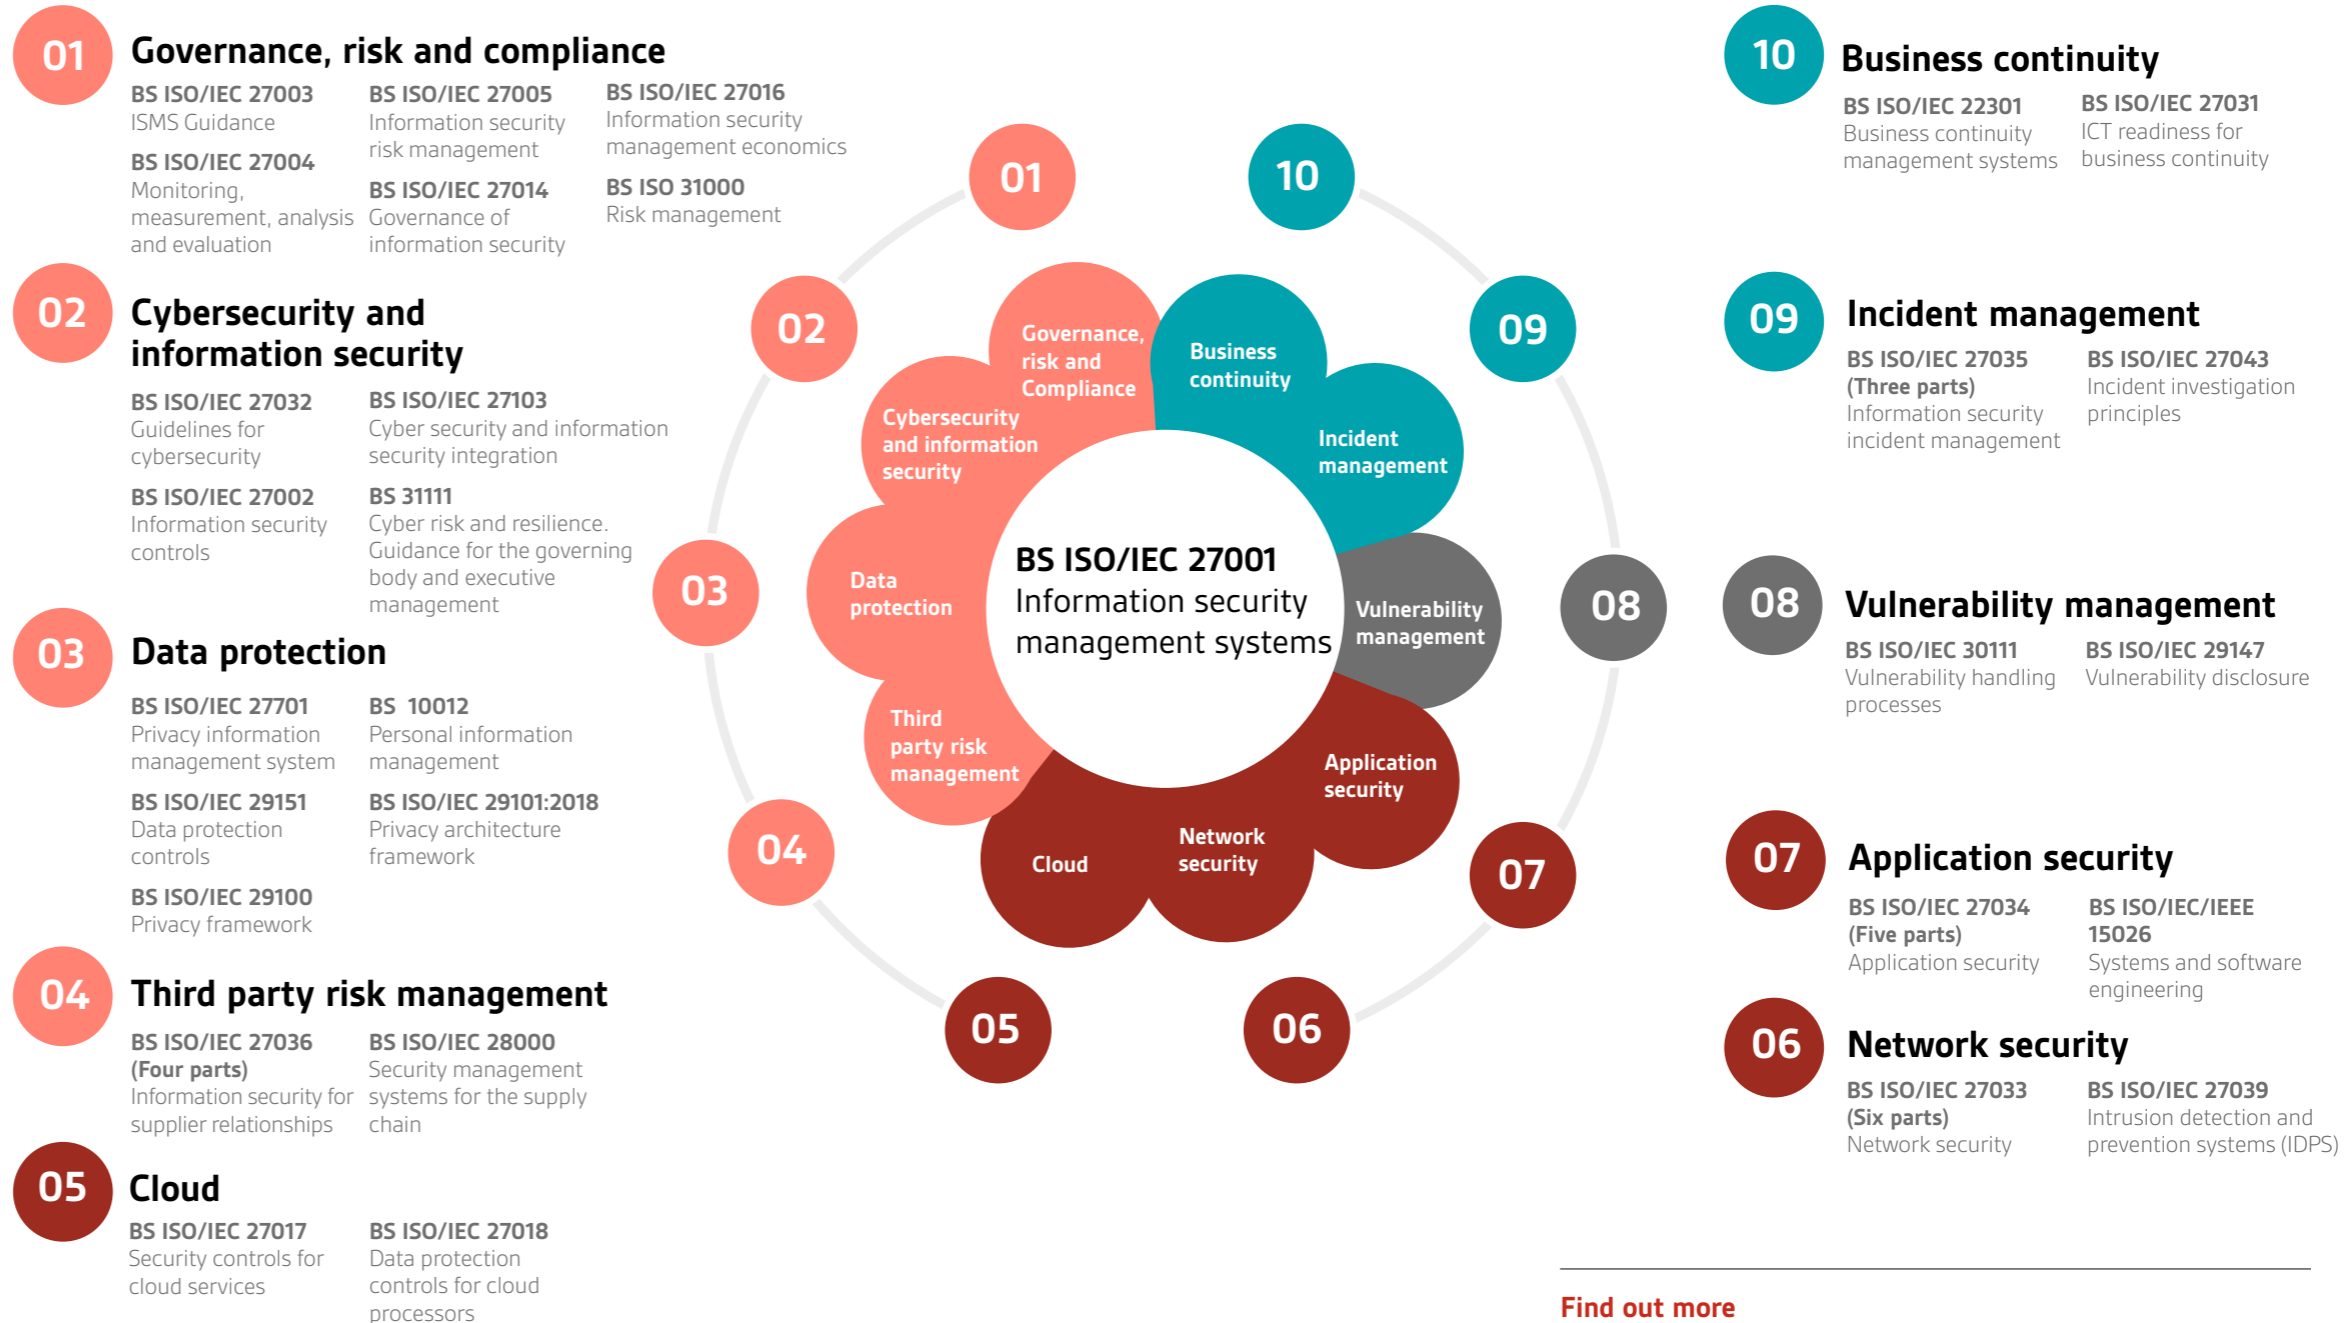 01
Governance, risk and compliance
BS ISO/IEC 27003
ISMS Guidance
BS ISO/IEC 27004
Monitoring,
measurement, analysis
and evaluation
BS ISO/IEC 27005
Information security
risk management
BS ISO/IEC 27014
Governance of
information security
BS ISO/IEC 27016
Information security
management economics
BS ISO 31000
Risk management
02
Cybersecurity and
information security
BS ISO/IEC 27032
Guidelines for
cybersecurity
BS ISO/IEC 27002
Information security
controls
BS ISO/IEC 27103
Cyber security and information
security integration
BS 31111
Cyber risk and resilience.
Guidance for the governing
body and executive
management
03
Data protection
BS ISO/IEC 27701
Privacy information
management system
BS ISO/IEC 29151
Data protection
controls
BS ISO/IEC 29100
Privacy framework
BS 10012
Personal information
management
BS ISO/IEC 29101:2018
Privacy architecture
framework
04
Third party risk management
BS ISO/IEC 27036
(Four parts)
Information security for
supplier relationships
BS ISO/IEC 28000
Security management
systems for the supply
chain
05
Cloud
BS ISO/IEC 27017
Security controls for
cloud services
BS ISO/IEC 27018
Data protection
controls for cloud
processors
01
02
03
04
05
06
07
08
09
10
Governance,
risk and
Compliance
Cybersecurity
and information
security
Data
protection
Third
party risk
management
Cloud
Network
security
Application
security
Vulnerability
management
Incident
management
Business
continuity
BS ISO/IEC 27001
Information security
management systems
10
Business continuity
BS ISO/IEC 22301
Business continuity
management systems
BS ISO/IEC 27031
ICT readiness for
business continuity
09
Incident management
BS ISO/IEC 27035
(Three parts)
Information security
incident management
BS ISO/IEC 27043
Incident investigation
principles
08
Vulnerability management
BS ISO/IEC 30111
Vulnerability handling
processes
BS ISO/IEC 29147
Vulnerability disclosure
07
Application security
BS ISO/IEC 27034
(Five parts)
Application security
BS ISO/IEC/IEEE
15026
Systems and software
engineering
06
Network security
BS ISO/IEC 27033
(Six parts)
Network security
BS ISO/IEC 27039
Intrusion detection and
prevention systems (IDPS)
Find out more